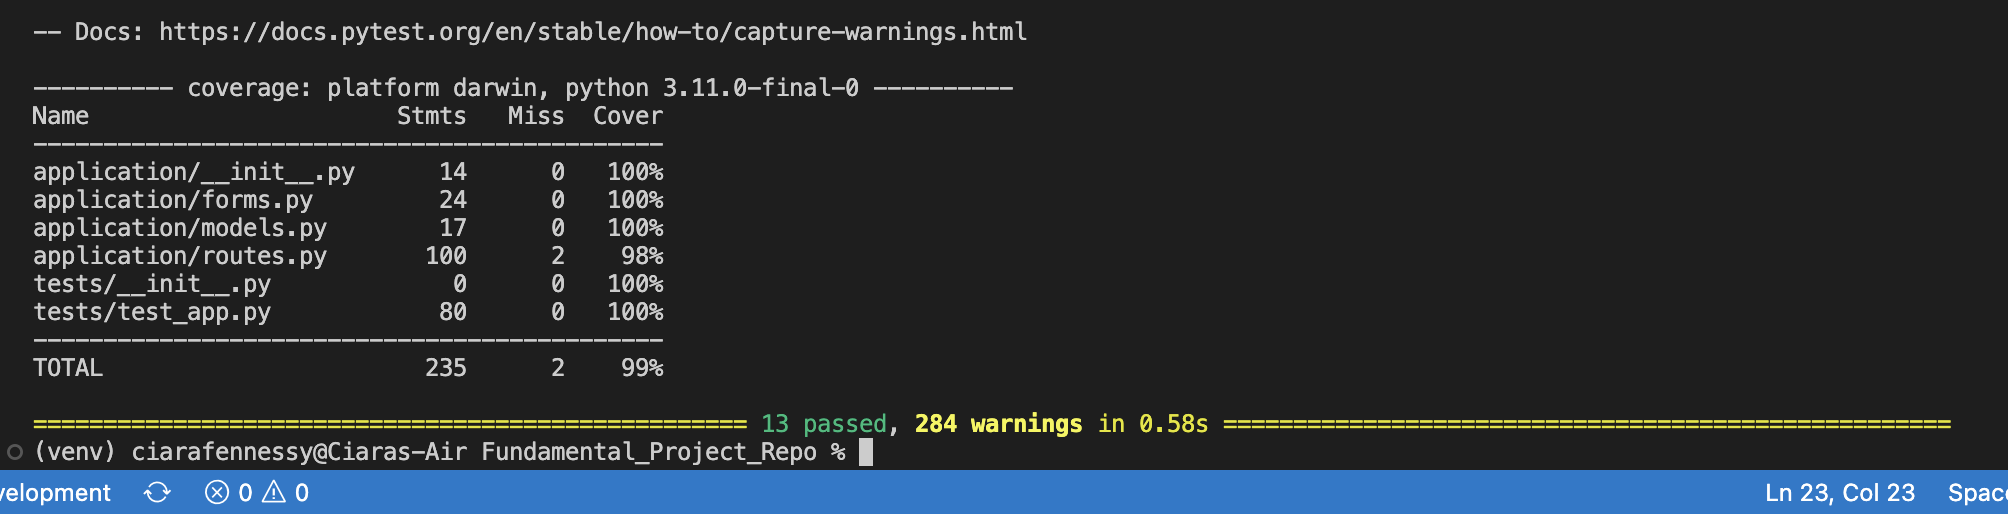 -- Docs: https://docs.pytest.org/en/stable/how-to/capture-warnings.html
---------- coverage: platform darwin, python 3.11.0-final-0 ----------
Name                      Stmts   Miss  Cover
---------------------------------------------
application/__init__.py      14      0   100%
application/forms.py         24      0   100%
application/models.py        17      0   100%
application/routes.py       100      2    98%
tests/__init__.py             0      0   100%
tests/test_app.py            80      0   100%
---------------------------------------------
TOTAL                       235      2    99%
=================================================== 13 passed, 284 warnings in 0.58s ====================================================
(venv) ciarafennessy@Ciaras-Air Fundamental_Project_Repo %
velopment 0 0 Ln 23, Col 23 Spac